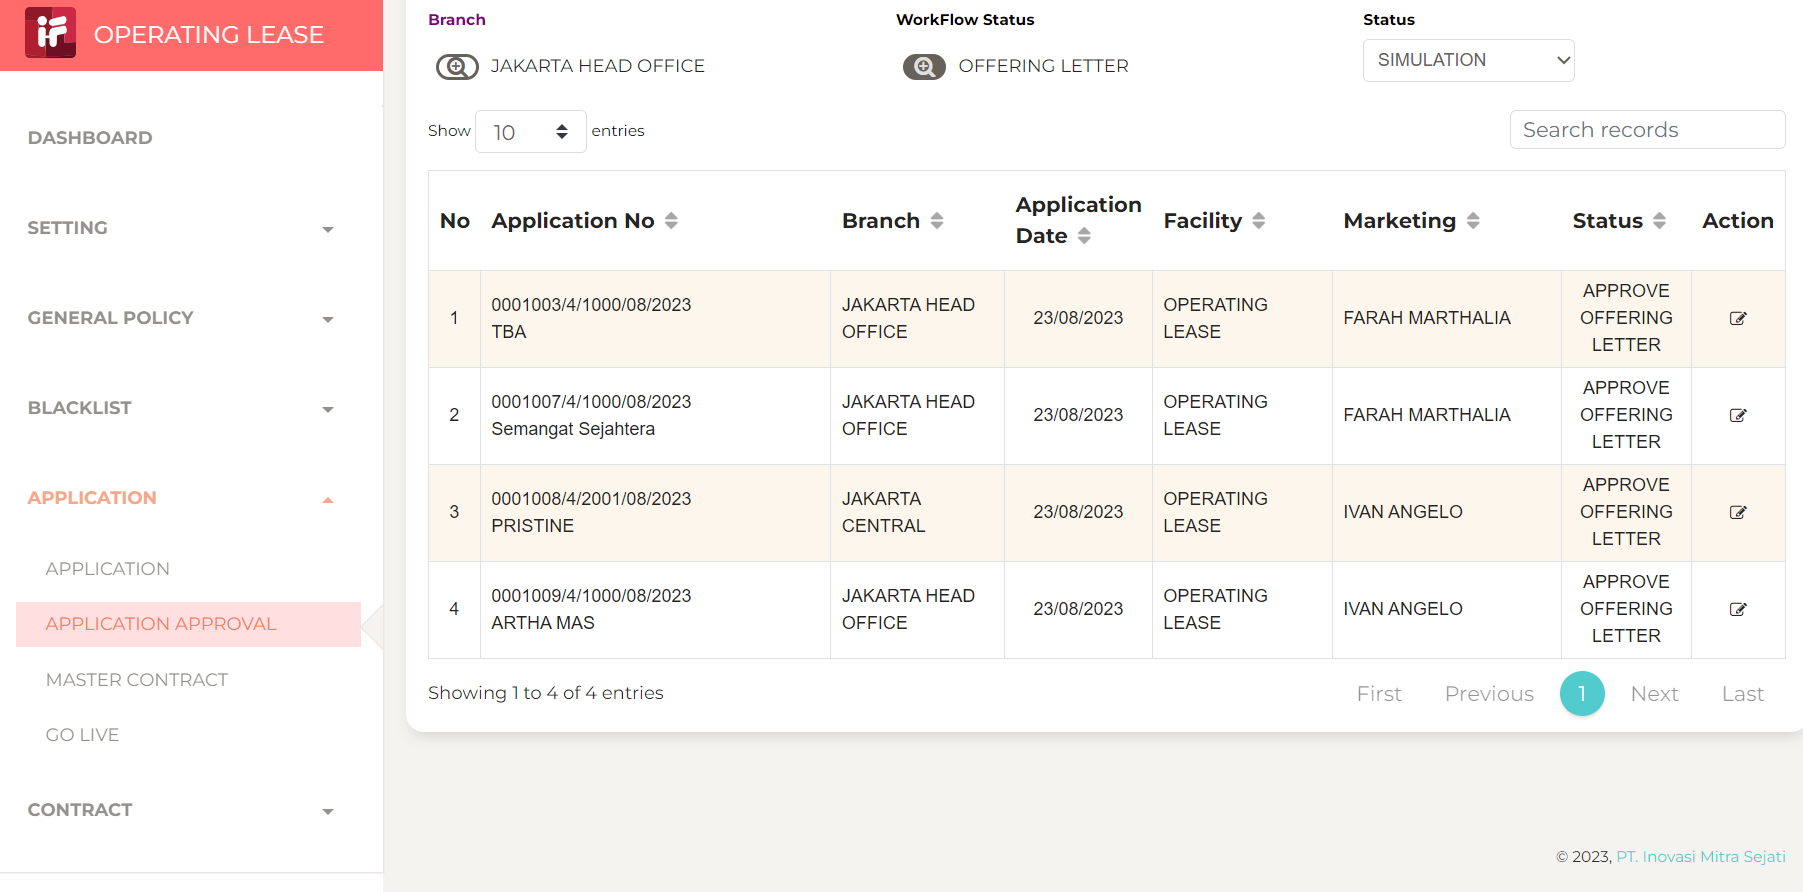 iF OPERATING LEASE
DASHBOARD
SETTING
GENERAL POLICY
BLACKLIST
APPLICATION
APPLICATION
APPLICATION APPROVAL
MASTER CONTRACT
GO LIVE
CONTRACT
Branch WorkFlow Status Status
JAKARTA HEAD OFFICE OFFERING LETTER SIMULATION
Show 10 entries Search records
No Application No Branch Application Date Facility Marketing Status Action
1 0001003/4/1000/08/2023 TBA JAKARTA HEAD OFFICE 23/08/2023 OPERATING LEASE FARAH MARTHALIA APPROVE OFFERING LETTER
2 0001007/4/1000/08/2023 Semangat Sejahtera JAKARTA HEAD OFFICE 23/08/2023 OPERATING LEASE FARAH MARTHALIA APPROVE OFFERING LETTER
3 0001008/4/2001/08/2023 PRISTINE JAKARTA CENTRAL 23/08/2023 OPERATING LEASE IVAN ANGELO APPROVE OFFERING LETTER
4 0001009/4/1000/08/2023 ARTHA MAS JAKARTA HEAD OFFICE 23/08/2023 OPERATING LEASE IVAN ANGELO APPROVE OFFERING LETTER
Showing 1 to 4 of 4 entries First Previous 1 Next Last
© 2023, PT. Inovasi Mitra Sejati